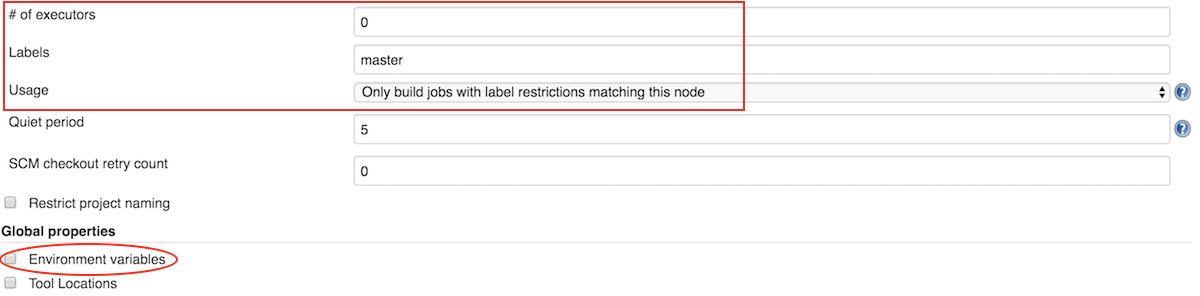 # of executors
0
Labels
master
Usage
Only build jobs with label restrictions matching this node
?
Quiet period
5
?
SCM checkout retry count
0
Restrict project naming
Global properties
Environment variables
Tool Locations